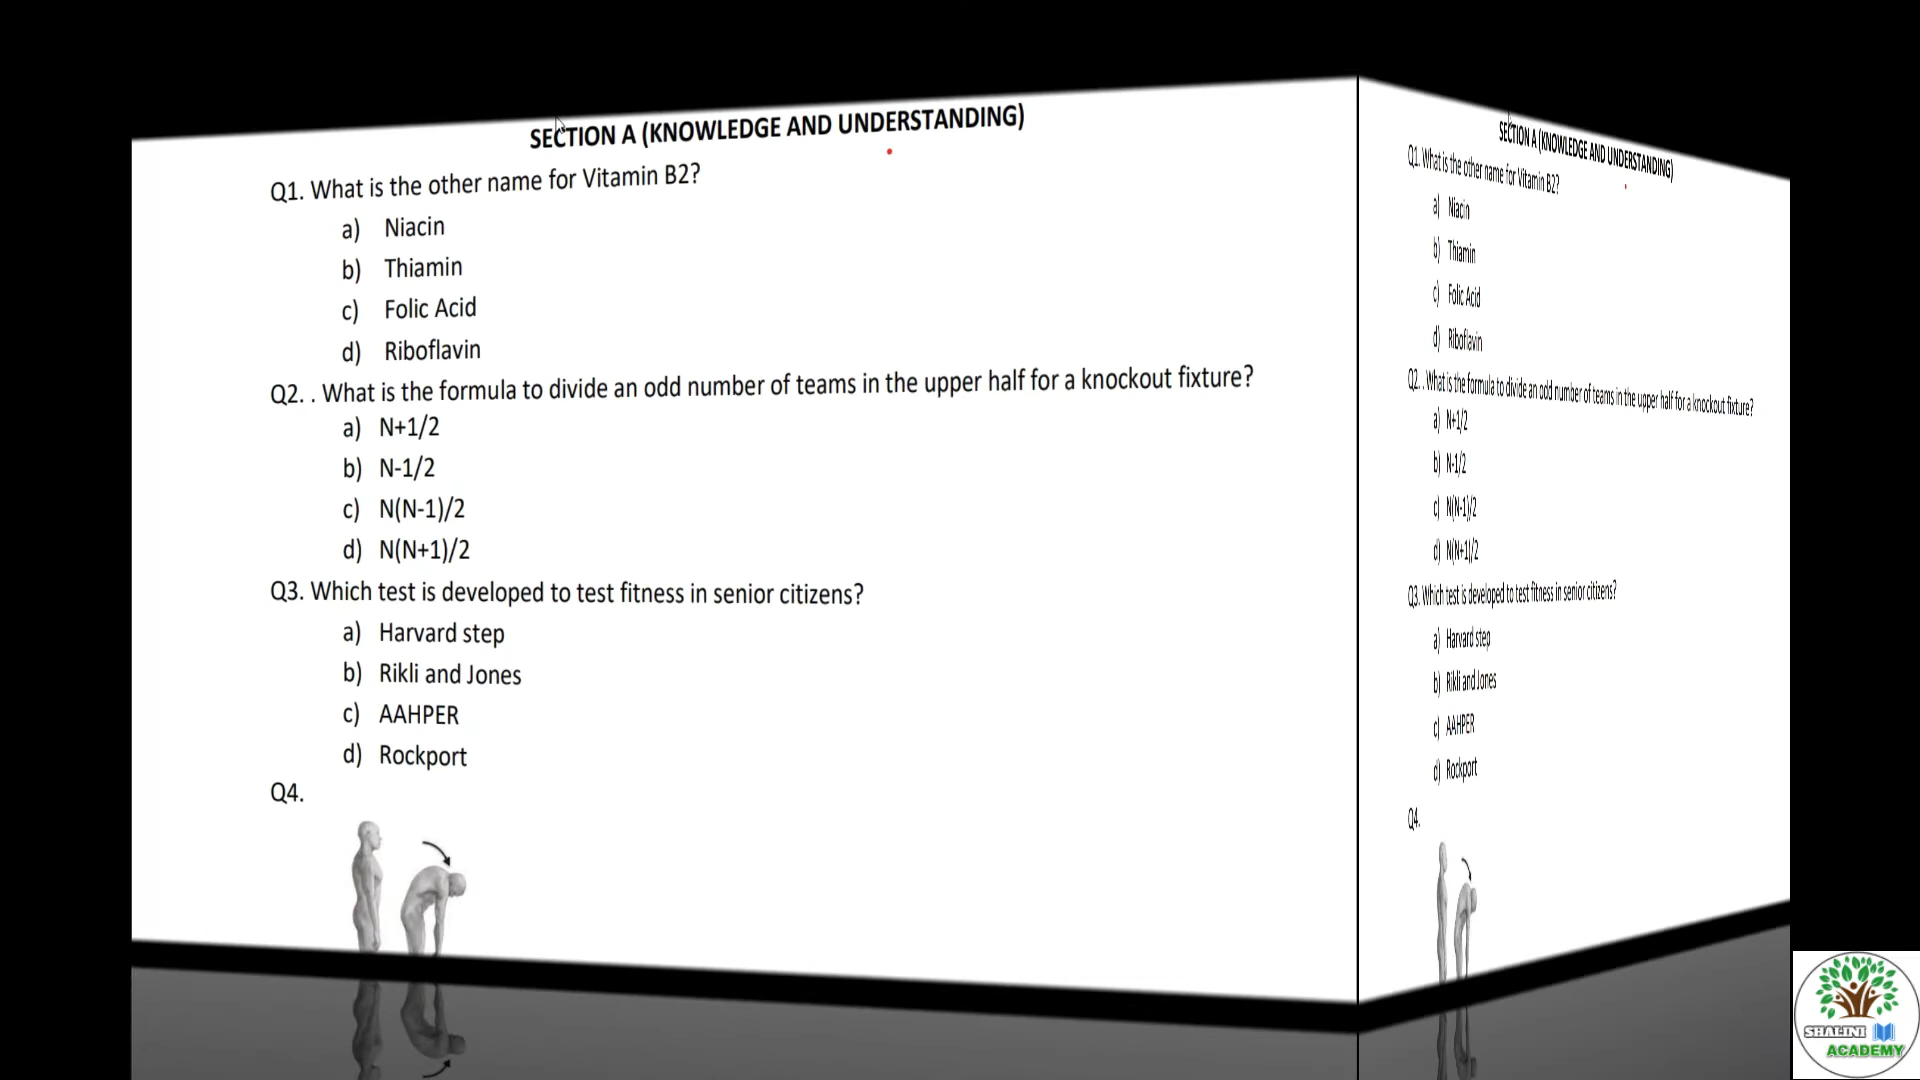 SECTION A (KNOWLEDGE AND UNDERSTANDING)
Q1. What is the other name for Vitamin B2?
a) Niacin
b) Thiamin
c) Folic Acid
d) Riboflavin
Q2. . What is the formula to divide an odd number of teams in the upper half for a knockout fixture?
a) N+1/2
b) N-1/2
c) N(N-1)/2
d) N(N+1)/2
Q3. Which test is developed to test fitness in senior citizens?
a) Harvard step
b) Rikli and Jones
c) AAHPER
d) Rockport
Q4.
SECTION A (KNOWLEDGE AND UNDERSTANDING)
Q1. What is the other name for Vitamin B2?
a) Niacin
b) Thiamin
c) Folic Acid
d) Riboflavin
Q2. . What is the formula to divide an odd number of teams in the upper half for a knockout fixture?
a) N+1/2
b) N-1/2
c) N(N-1)/2
d) N(N+1)/2
Q3. Which test is developed to test fitness in senior citizens?
a) Harvard step
b) Rikli and Jones
c) AAHPER
d) Rockport
Q4.
SHALINI
ACADEMY